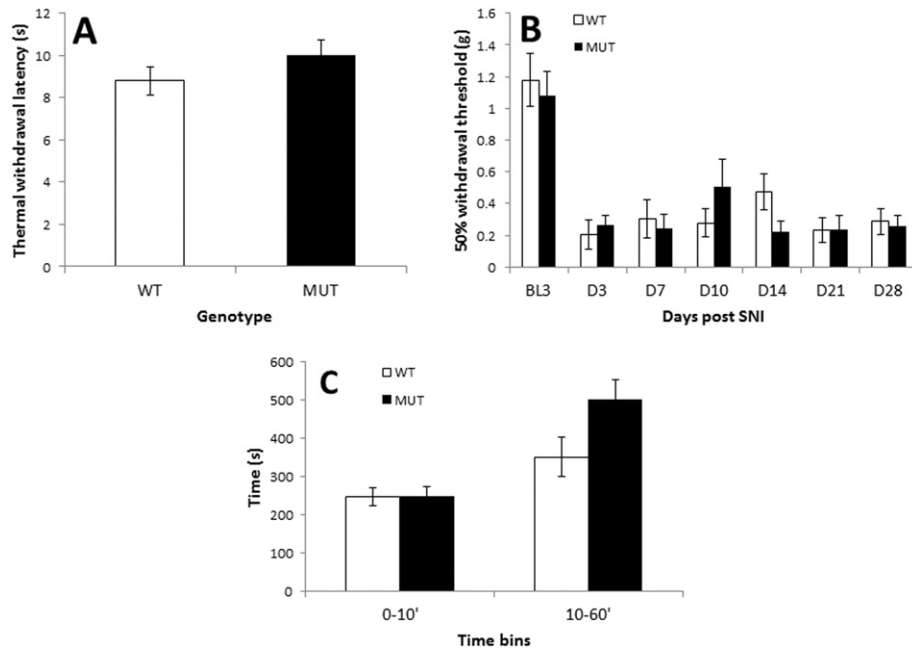 A
Thermal withdrawal latency (s)
12
10
8
6
4
2
0
WT
MUT
Genotype
B
WT
MUT
50% withdrawal threshold (g)
1.6
1.4
1.2
1
0.8
0.6
0.4
0.2
0
BL3 D3 D7 D10 D14 D21 D28
Days post SNI
C
WT
MUT
Time (s)
600
500
400
300
200
100
0
0-10'
10-60'
Time bins